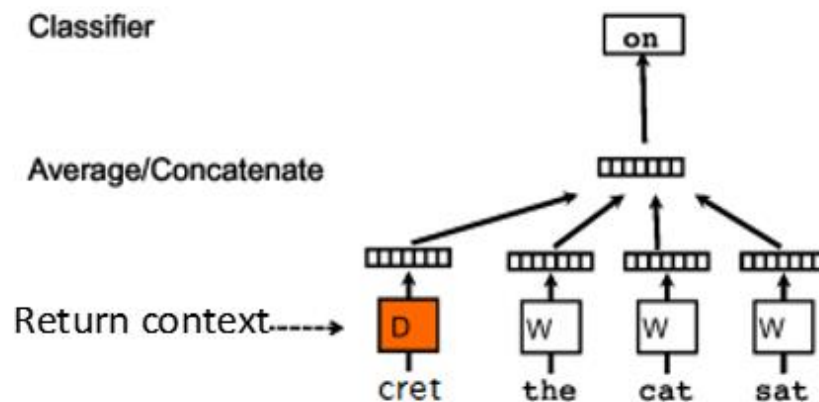 Classifier
on
Average/Concatenate
Return context
D
W
W
W
cret
the
cat
sat